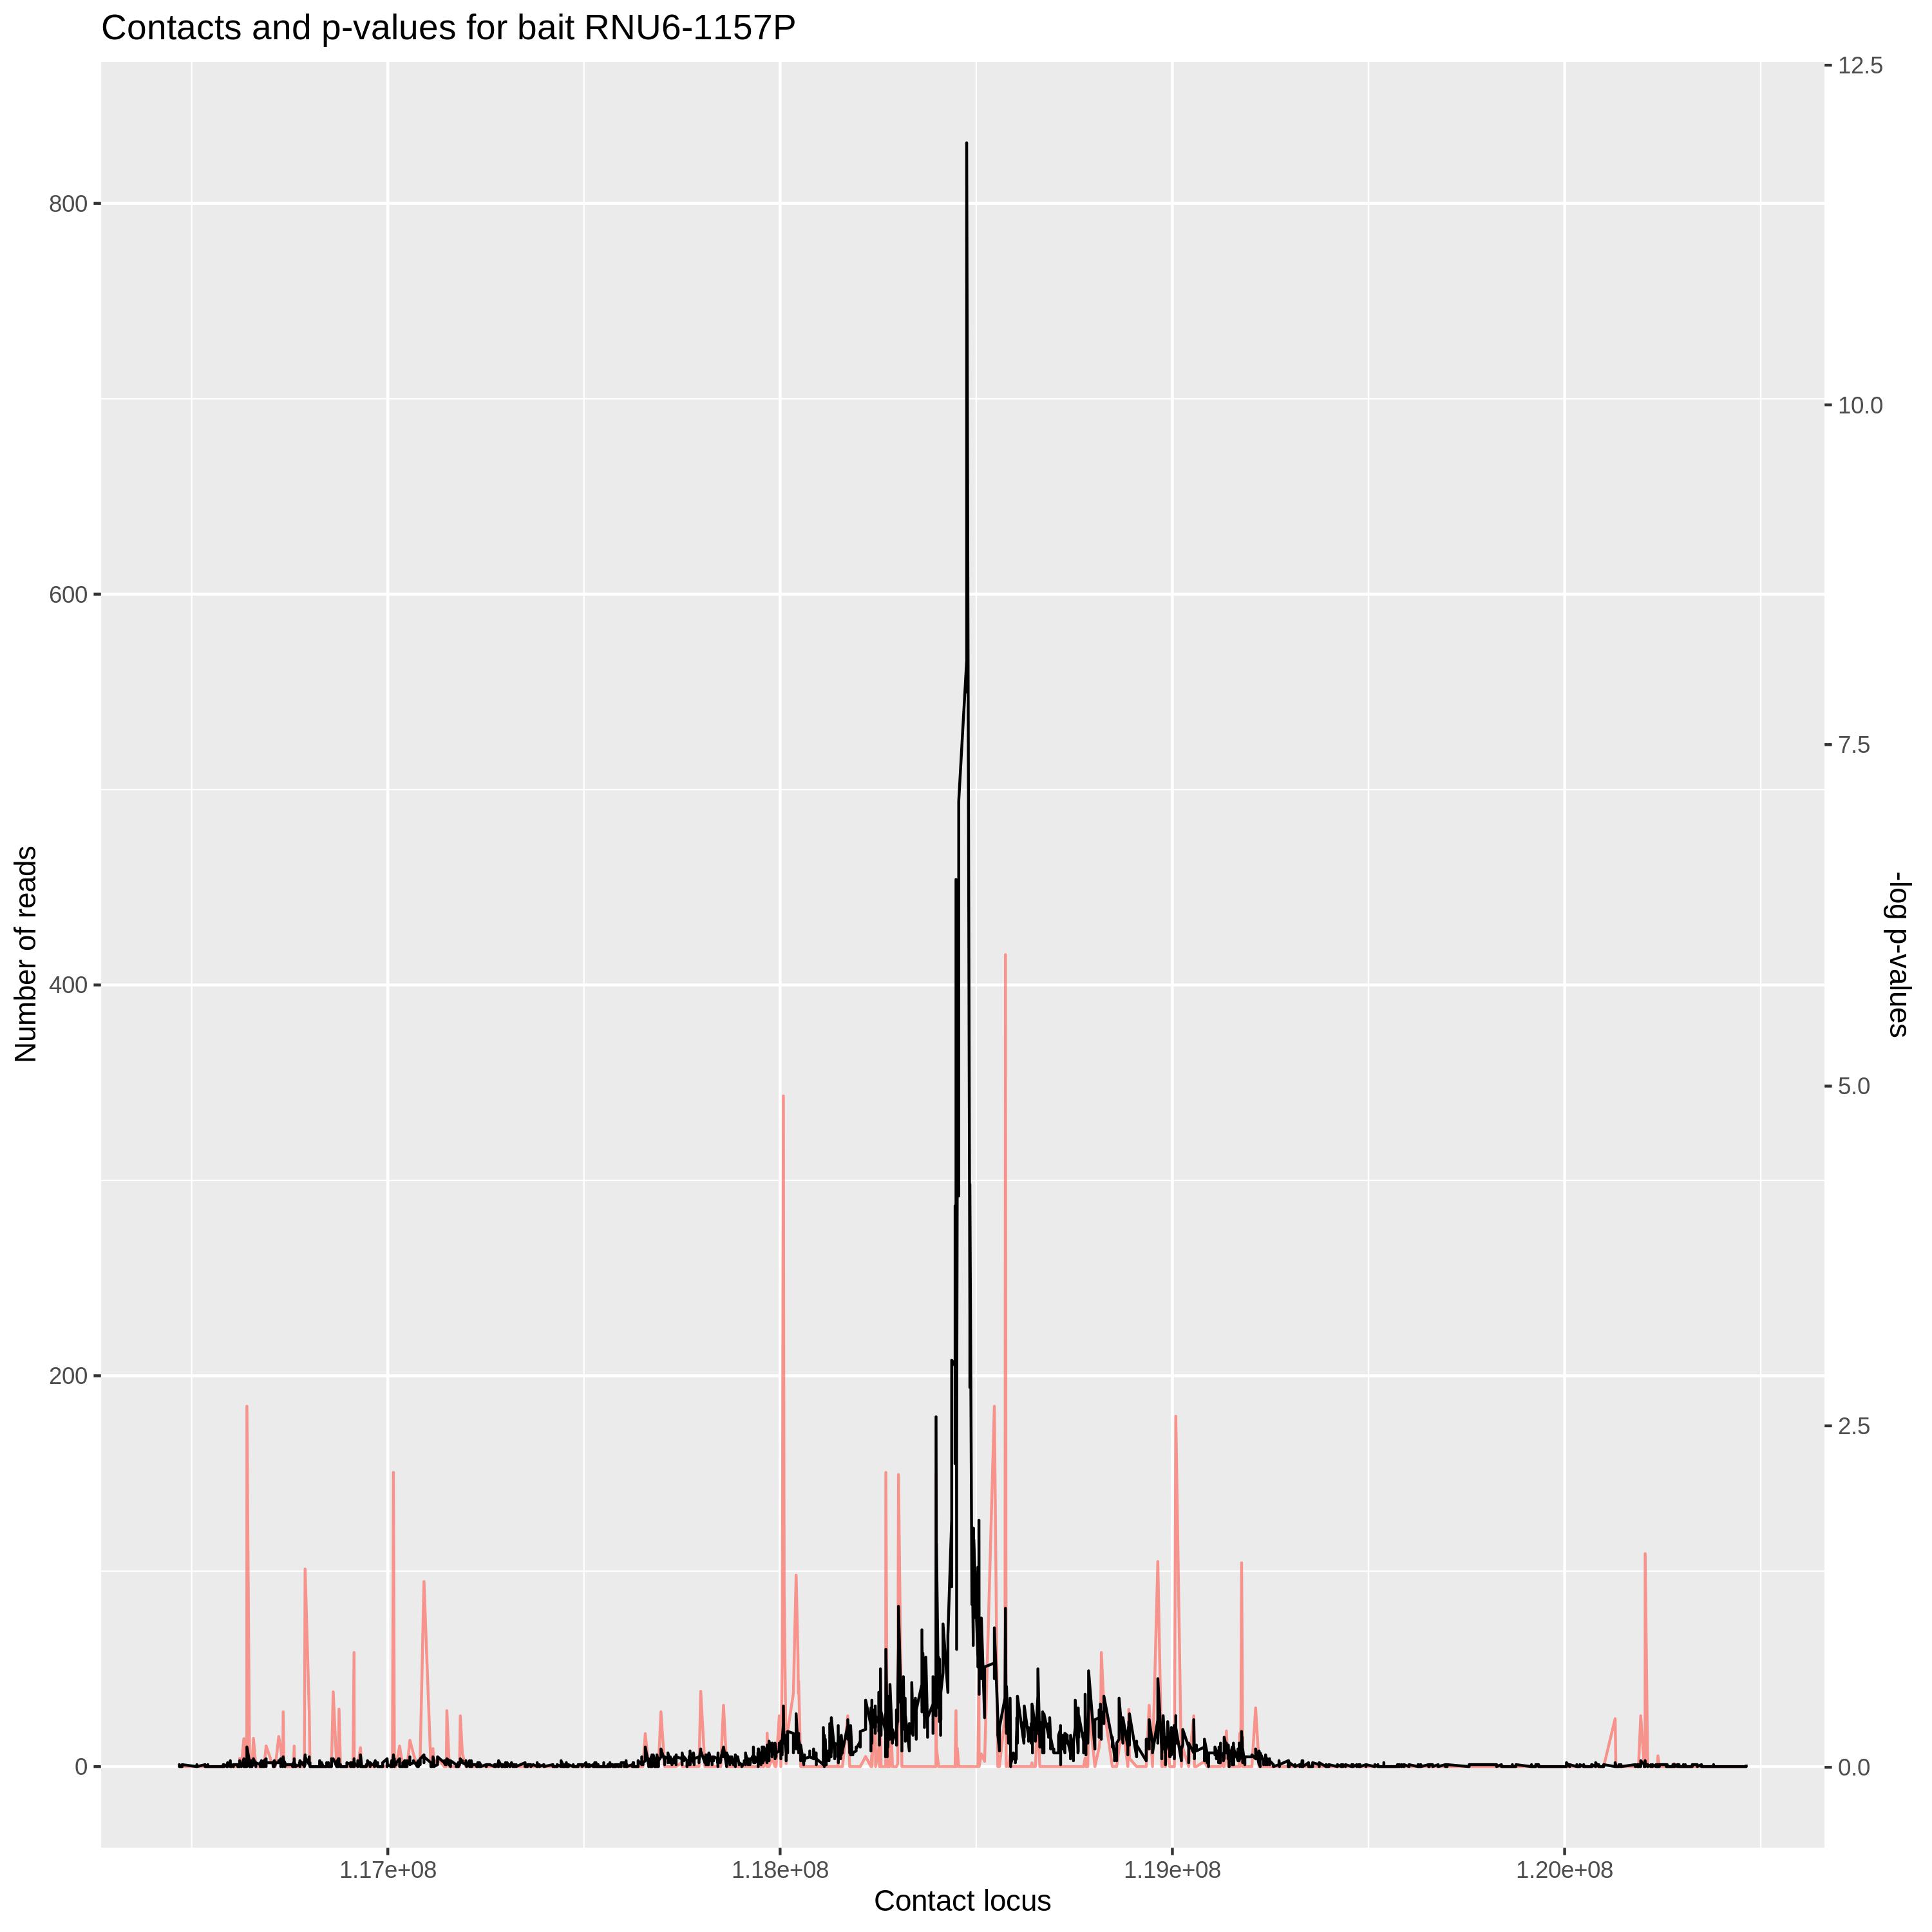 Contacts and p-values for bait RNU6-1157P
12.5
800
10.0
600
7.5
Number of reads
-log p-values
400
5.0
200
2.5
0
0.0
1.17e+08 1.18e+08 1.19e+08 1.20e+08
Contact locus